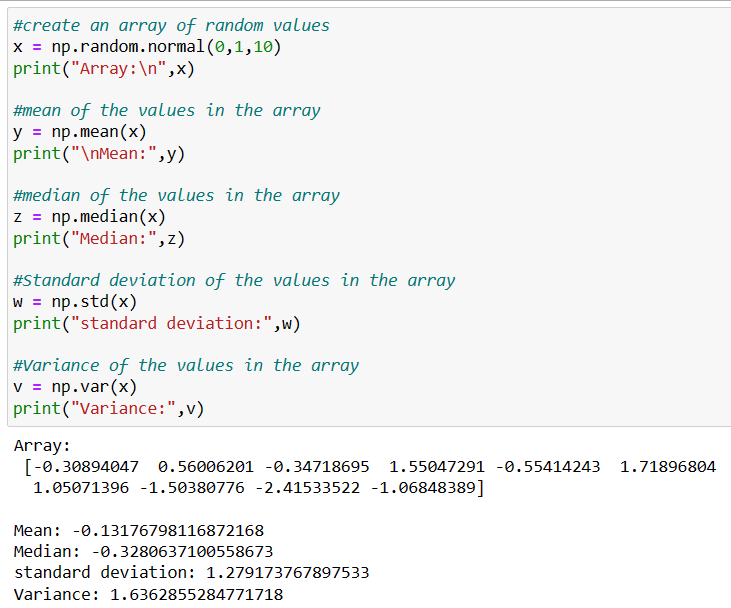 #create an array of random values
x = np.random.normal(0,1,10)
print("Array:\n",x)
#mean of the values in the array
y = np.mean(x)
print("\nMean:",y)
#median of the values in the array
z = np.median(x)
print("Median:",z)
#Standard deviation of the values in the array
w = np.std(x)
print("standard deviation:",w)
#Variance of the values in the array
v = np.var(x)
print("Variance:",v)
Array:
[-0.30894047  0.56006201 -0.34718695  1.55047291 -0.55414243  1.71896804
1.05071396 -1.50380776 -2.41533522 -1.06848389]
Mean: -0.13176798116872168
Median: -0.3280637100558673
standard deviation: 1.279173767897533
Variance: 1.6362855284771718